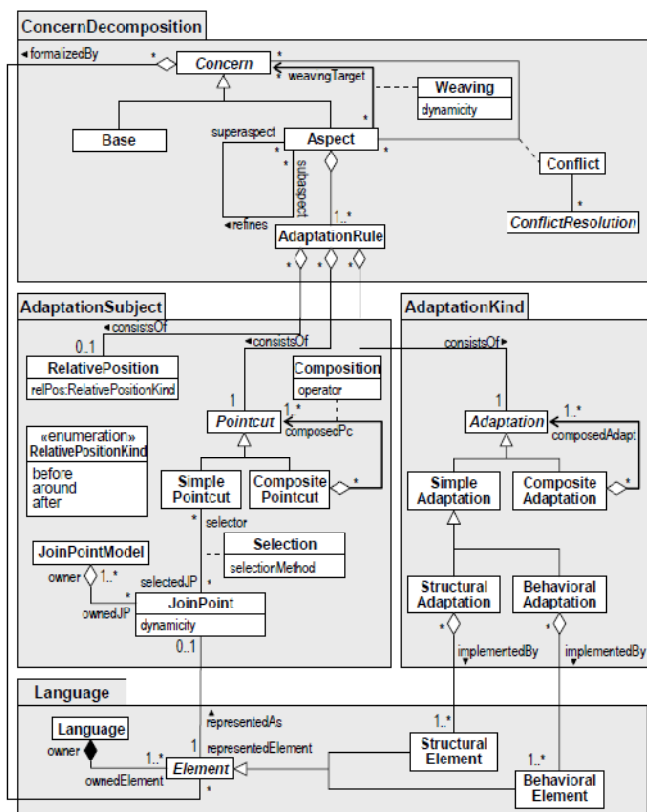 ConcernDecomposition
◄formalizedBy
*
Concern
*
*
weavingTarget
Weaving
dynamicity
Base
superaspect
Aspect
*
*
*
*
subaspect
Conflict
*
ConflictResolution
◄refines
1..*
AdaptationRule
*
*
*
AdaptationSubject
AdaptationKind
◄consistsOf
◄consistsOf
consistsOf►
0..1
RelativePosition
relPos:RelativePositionKind
Composition
operator
1
1..*
Pointcut
composedPc
1
1..*
Adaptation
composedAdapt
«enumeration»
RelativePositionKind
before
around
after
Simple
Pointcut
Composite
Pointcut
*
Simple
Adaptation
Composite
Adaptation
*
*
selector
Selection
selectionMethod
JoinPointModel
owner
1..*
selectedJP
*
*
ownedJP
JoinPoint
dynamicity
0..1
Structural
Adaptation
Behavioral
Adaptation
*
*
implementedBy
implementedBy
Language
representedAs
Language
owner
1..*
ownedElement
1
representedElement
Element
*
1..*
Structural
Element
1..*
Behavioral
Element